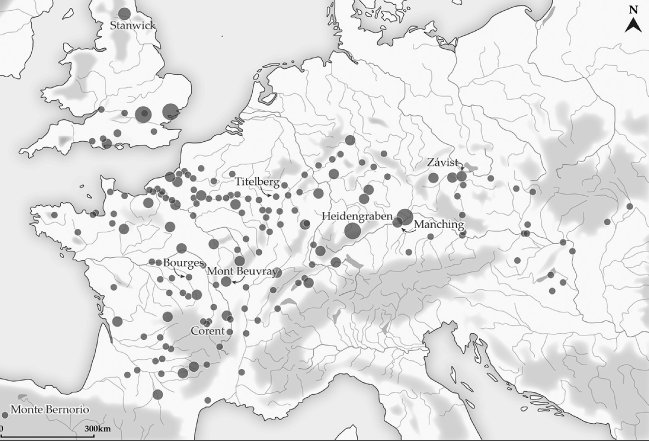 N
Stanwick
Závist
Titelberg
Heidengraben
Manching
Bourges
Mont Beuvray
Corent
Monte Bernorio
0 300km